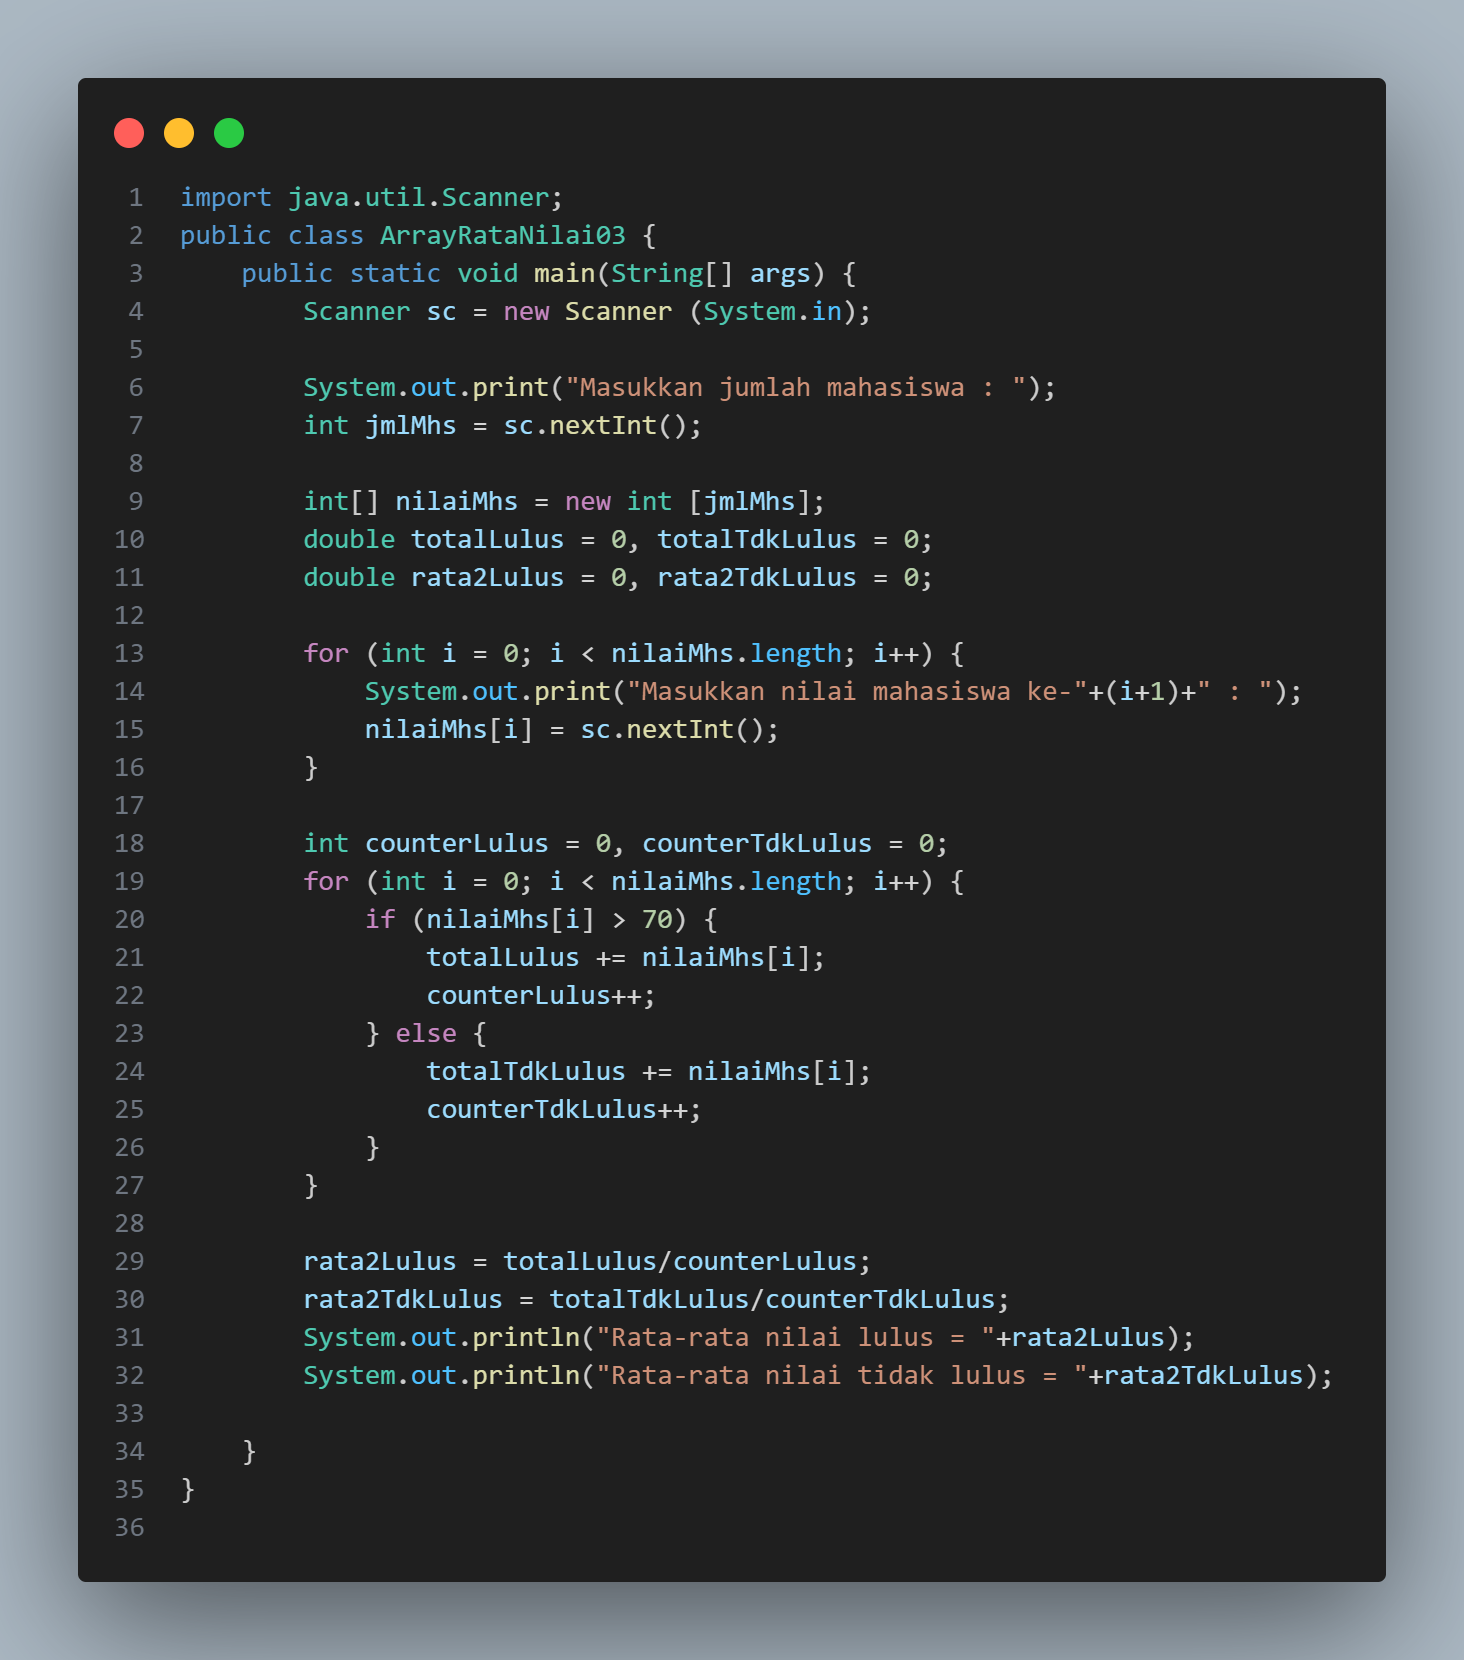 1 import java.util.Scanner;
2 public class ArrayRataNilai03 {
3     public static void main(String[] args) {
4         Scanner sc = new Scanner (System.in);
5
6         System.out.print("Masukkan jumlah mahasiswa : ");
7         int jmlMhs = sc.nextInt();
8
9         int[] nilaiMhs = new int [jmlMhs];
10         double totalLulus = 0, totalTdkLulus = 0;
11         double rata2Lulus = 0, rata2TdkLulus = 0;
12
13         for (int i = 0; i < nilaiMhs.length; i++) {
14             System.out.print("Masukkan nilai mahasiswa ke-"+(i+1)+" : ");
15             nilaiMhs[i] = sc.nextInt();
16         }
17
18         int counterLulus = 0, counterTdkLulus = 0;
19         for (int i = 0; i < nilaiMhs.length; i++) {
20             if (nilaiMhs[i] > 70) {
21                 totalLulus += nilaiMhs[i];
22                 counterLulus++;
23             } else {
24                 totalTdkLulus += nilaiMhs[i];
25                 counterTdkLulus++;
26             }
27         }
28
29         rata2Lulus = totalLulus/counterLulus;
30         rata2TdkLulus = totalTdkLulus/counterTdkLulus;
31         System.out.println("Rata-rata nilai lulus = "+rata2Lulus);
32         System.out.println("Rata-rata nilai tidak lulus = "+rata2TdkLulus);
33
34     }
35 }
36